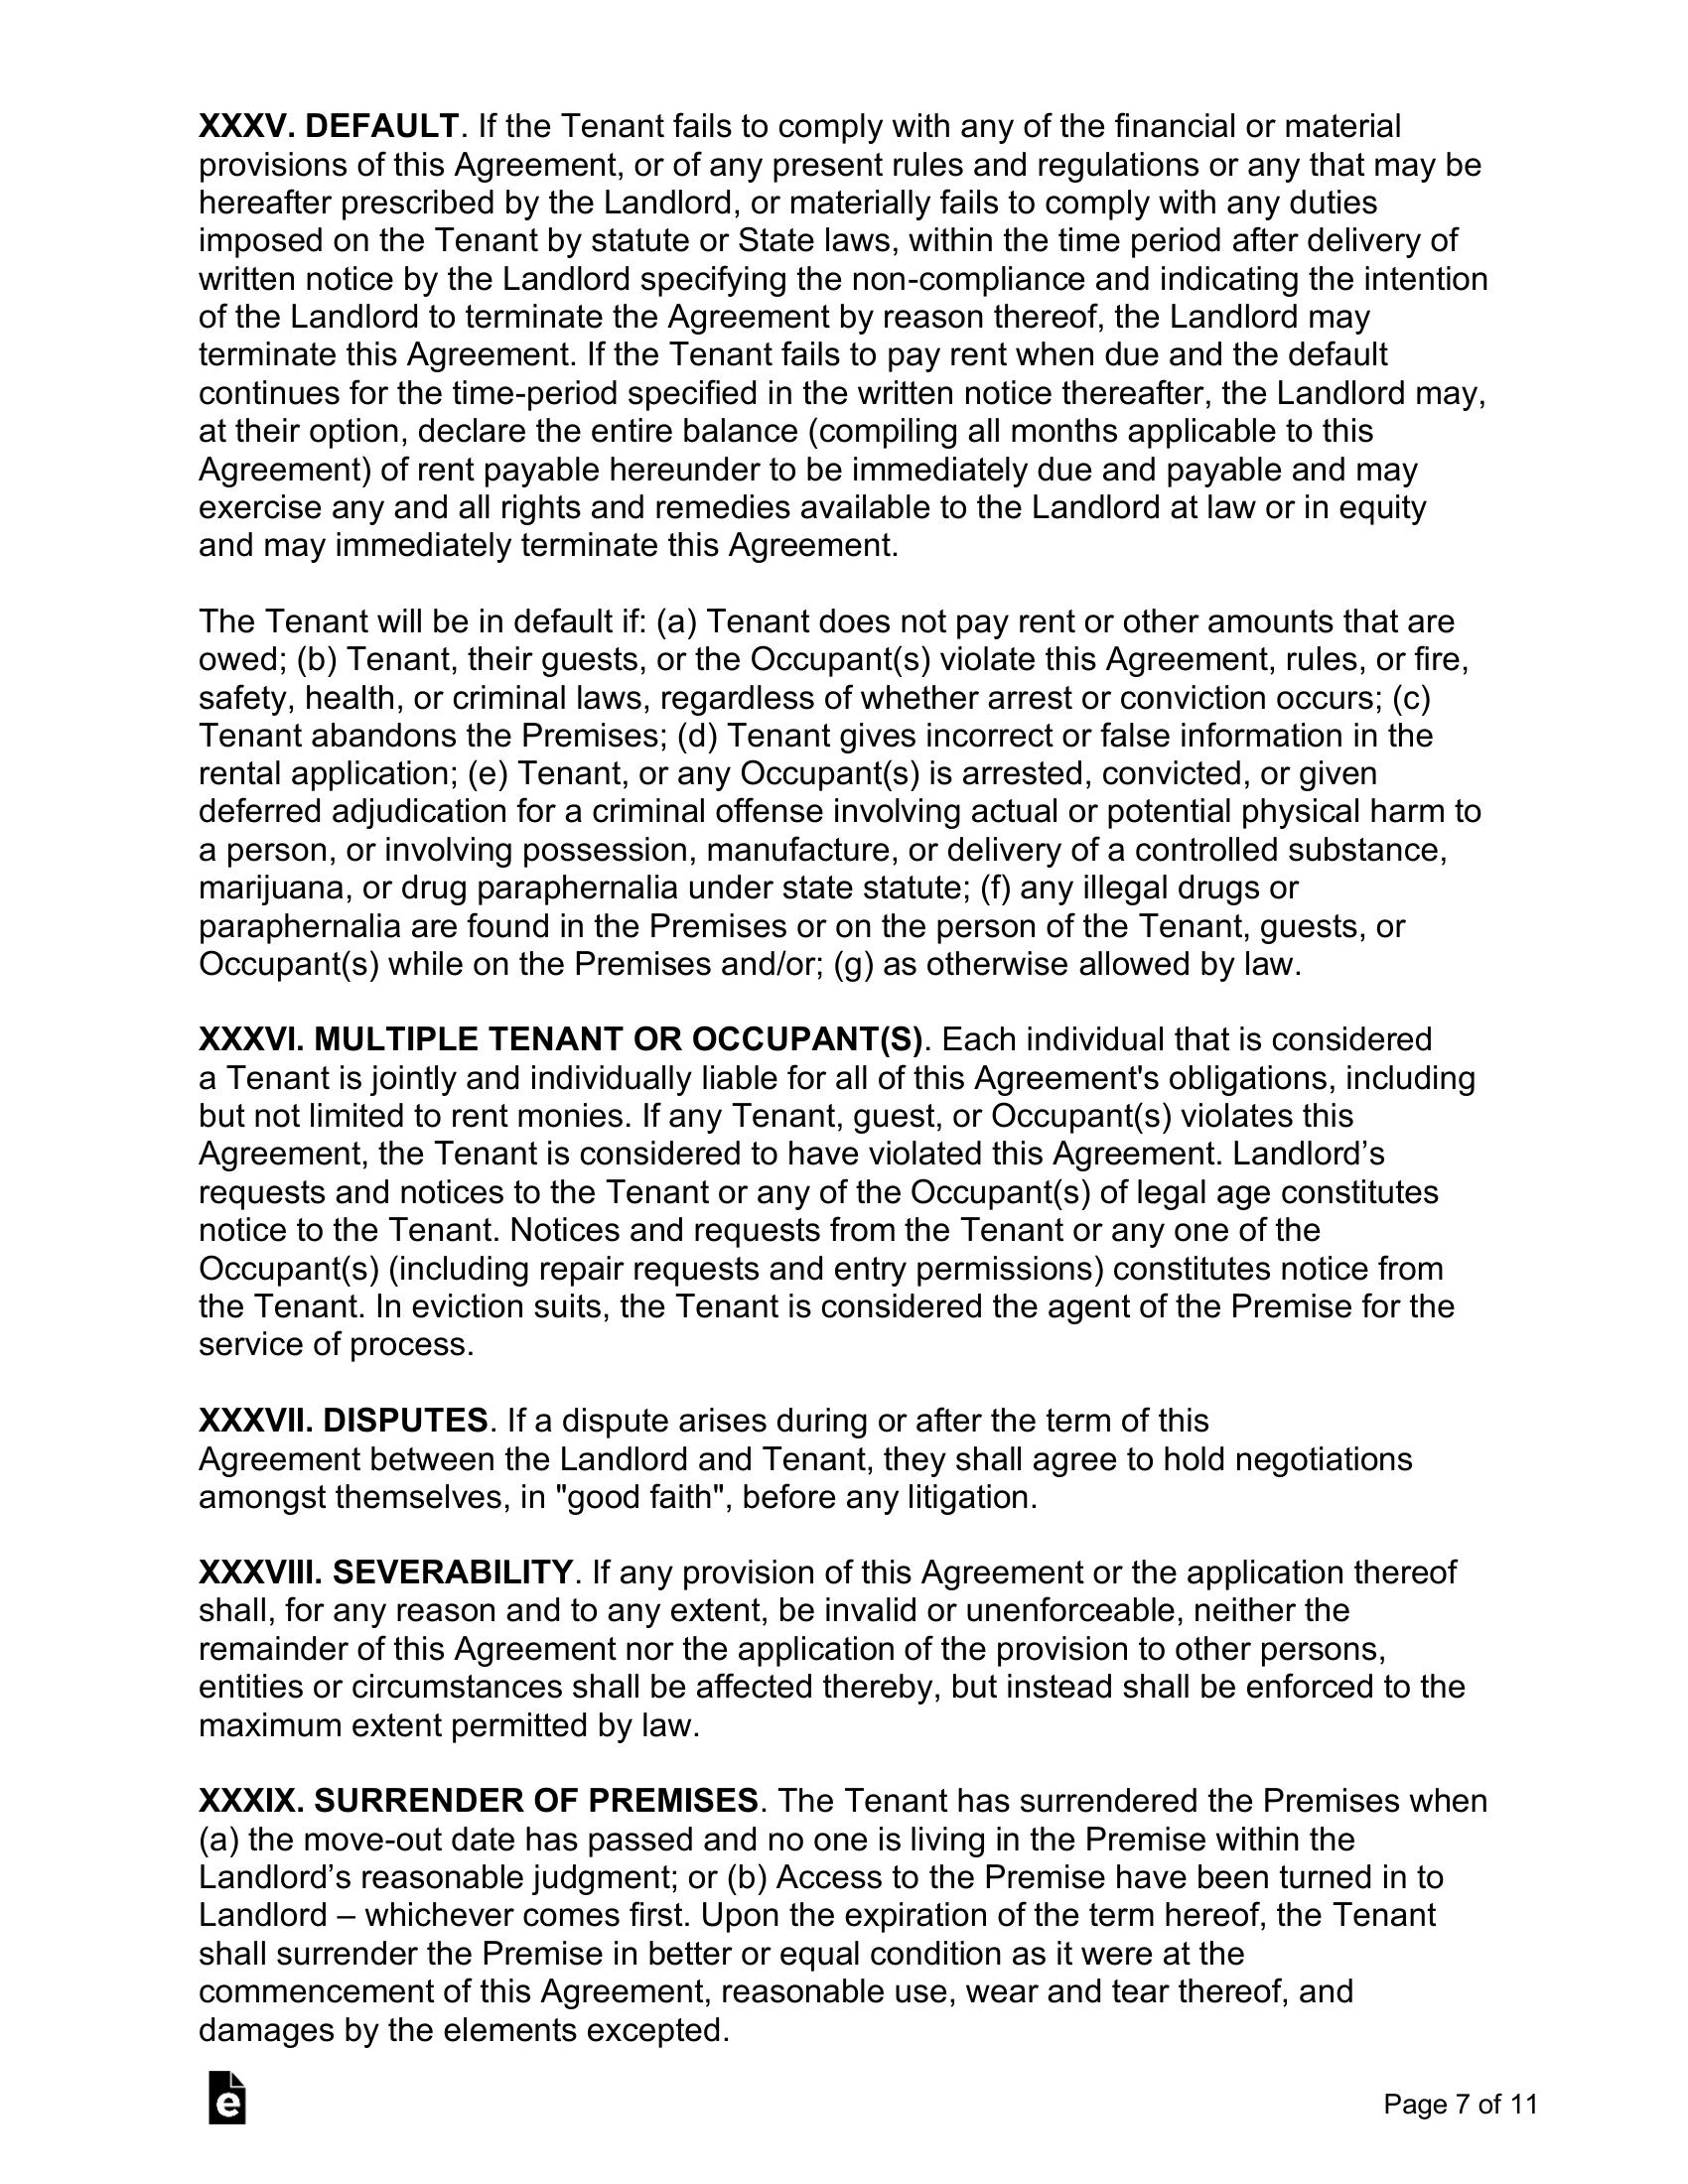 XXXV. DEFAULT. If the Tenant fails to comply with any of the financial or material
provisions of this Agreement, or of any present rules and regulations or any that may be
hereafter prescribed by the Landlord, or materially fails to comply with any duties
imposed on the Tenant by statute or State laws, within the time period after delivery of
written notice by the Landlord specifying the non-compliance and indicating the intention
of the Landlord to terminate the Agreement by reason thereof, the Landlord may
terminate this Agreement. If the Tenant fails to pay rent when due and the default
continues for the time-period specified in the written notice thereafter, the Landlord may,
at their option, declare the entire balance (compiling all months applicable to this
Agreement) of rent payable hereunder to be immediately due and payable and may
exercise any and all rights and remedies available to the Landlord at law or in equity
and may immediately terminate this Agreement.
The Tenant will be in default if: (a) Tenant does not pay rent or other amounts that are
owed; (b) Tenant, their guests, or the Occupant(s) violate this Agreement, rules, or fire,
safety, health, or criminal laws, regardless of whether arrest or conviction occurs; (c)
Tenant abandons the Premises; (d) Tenant gives incorrect or false information in the
rental application; (e) Tenant, or any Occupant(s) is arrested, convicted, or given
deferred adjudication for a criminal offense involving actual or potential physical harm to
a person, or involving possession, manufacture, or delivery of a controlled substance,
marijuana, or drug paraphernalia under state statute; (f) any illegal drugs or
paraphernalia are found in the Premises or on the person of the Tenant, guests, or
Occupant(s) while on the Premises and/or; (g) as otherwise allowed by law.
XXXVI. MULTIPLE TENANT OR OCCUPANT(S). Each individual that is considered
a Tenant is jointly and individually liable for all of this Agreement's obligations, including
but not limited to rent monies. If any Tenant, guest, or Occupant(s) violates this
Agreement, the Tenant is considered to have violated this Agreement. Landlord’s
requests and notices to the Tenant or any of the Occupant(s) of legal age constitutes
notice to the Tenant. Notices and requests from the Tenant or any one of the
Occupant(s) (including repair requests and entry permissions) constitutes notice from
the Tenant. In eviction suits, the Tenant is considered the agent of the Premise for the
service of process.
XXXVII. DISPUTES. If a dispute arises during or after the term of this
Agreement between the Landlord and Tenant, they shall agree to hold negotiations
amongst themselves, in "good faith", before any litigation.
XXXVIII. SEVERABILITY. If any provision of this Agreement or the application thereof
shall, for any reason and to any extent, be invalid or unenforceable, neither the
remainder of this Agreement nor the application of the provision to other persons,
entities or circumstances shall be affected thereby, but instead shall be enforced to the
maximum extent permitted by law.
XXXIX. SURRENDER OF PREMISES. The Tenant has surrendered the Premises when
(a) the move-out date has passed and no one is living in the Premise within the
Landlord’s reasonable judgment; or (b) Access to the Premise have been turned in to
Landlord – whichever comes first. Upon the expiration of the term hereof, the Tenant
shall surrender the Premise in better or equal condition as it were at the
commencement of this Agreement, reasonable use, wear and tear thereof, and
damages by the elements excepted.
e
Page 7 of 11